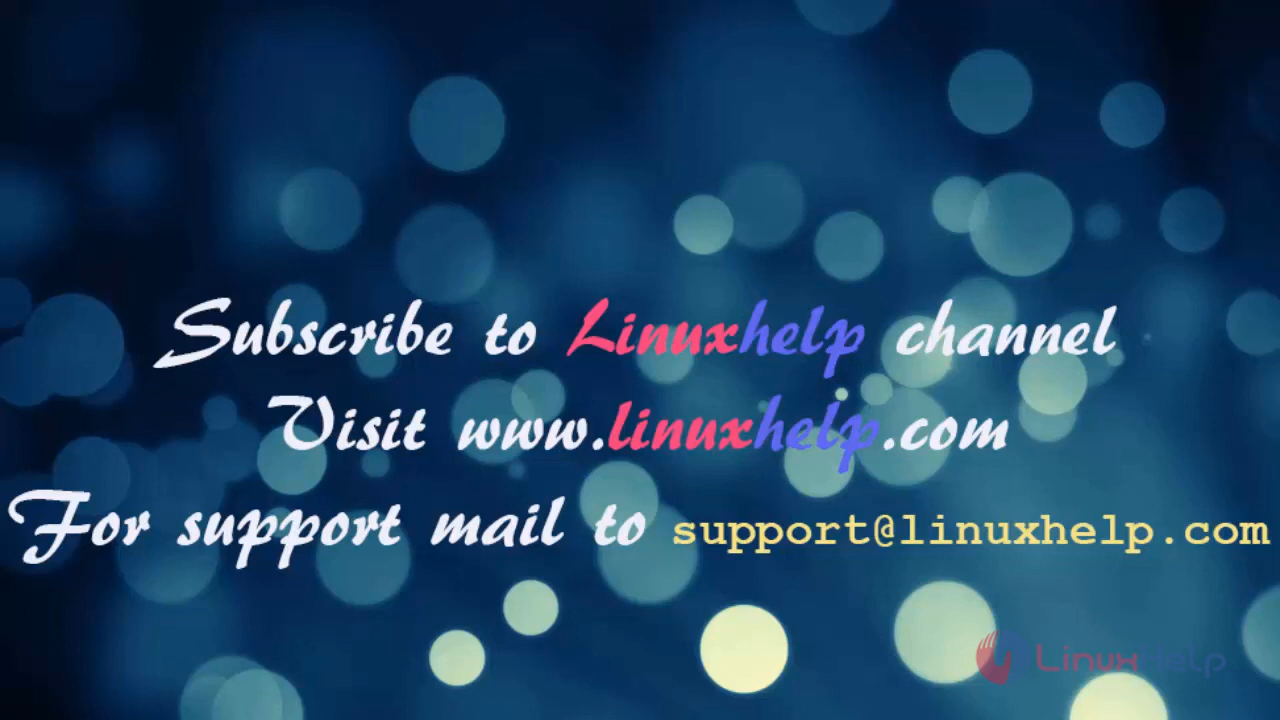 Subscribe to Linuxhelp channel
Visit www.linuxhelp.com
For support mail to support@linuxhelp.com
LinuxHelp